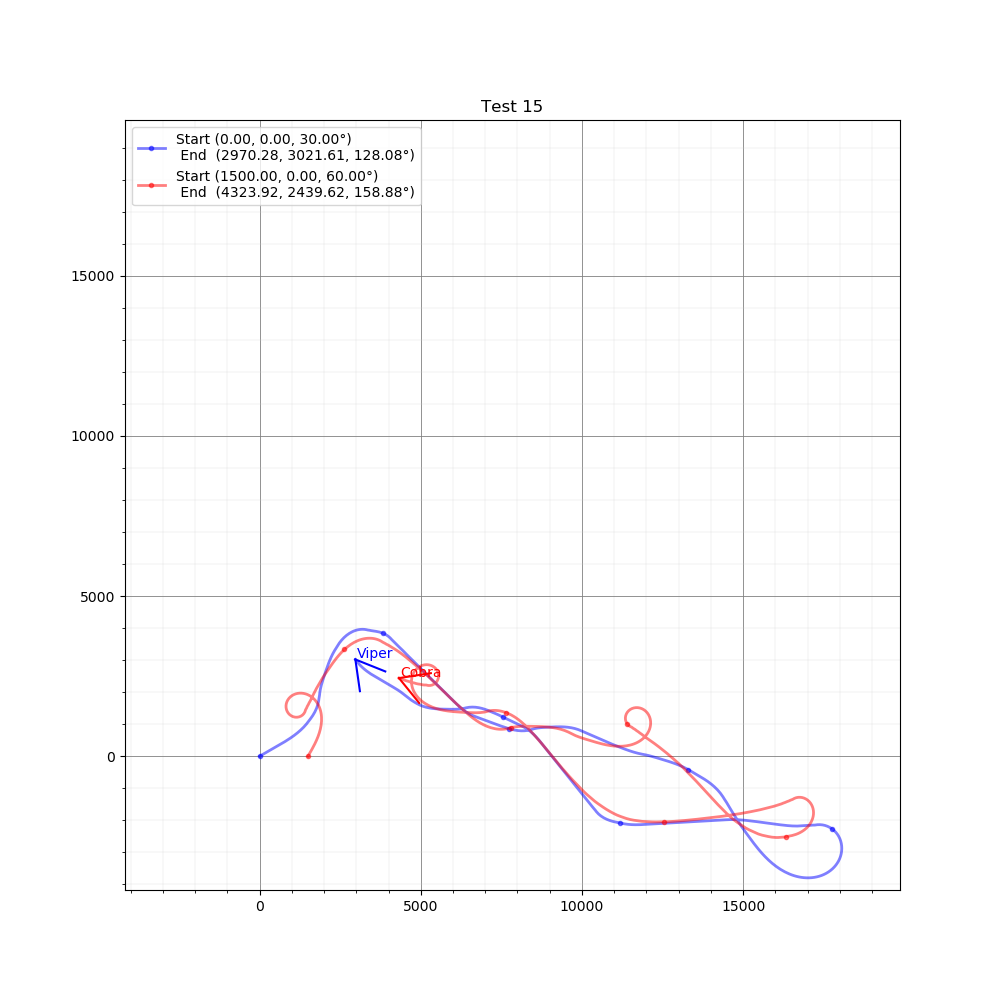 Test 15
Start (0.00, 0.00, 30.00°)
End  (2970.28, 3021.61, 128.08°)
Start (1500.00, 0.00, 60.00°)
End  (4323.92, 2439.62, 158.88°)
15000
10000
5000
0
Viper
Cobra
0
5000
10000
15000